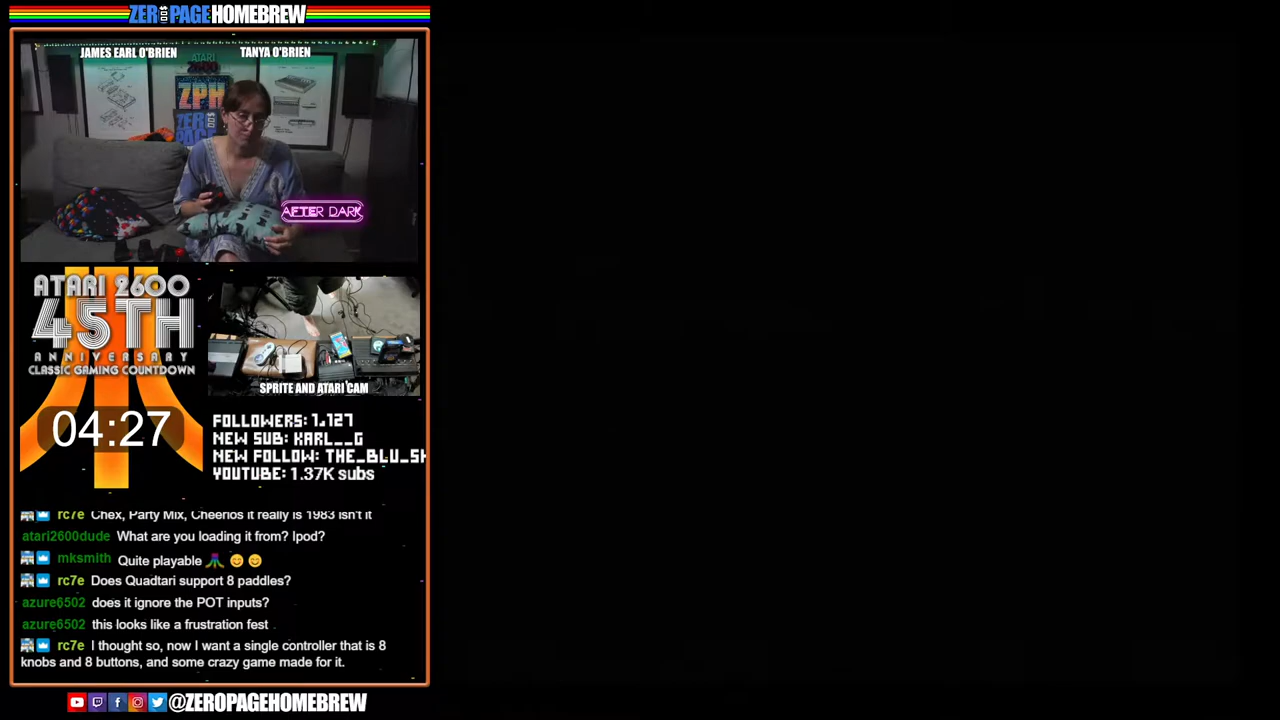 ZERO PAGE HOMEBREW
JAMES EARL O'BRIEN
TANYA O'BRIEN
ATARI
2600
ZPH
ZERO
AFTER DARK
ATARI 2600
45TH
ANNIVERSARY
CLASSIC GAMING COUNTDOWN
04:27
SPRITE AND ATARI CAM
FOLLOWERS: 1,127
NEW SUB: KARL__G
NEW FOLLOW: THE_BLU_SH
YOUTUBE: 1.37K subs
rc7e Chex, Party Mix, Cheerios it really is 1983 isn't it
atari2600dude What are you loading it from? Ipod?
mksmith Quite playable 😊 😊
rc7e Does Quadtari support 8 paddles?
azure6502 does it ignore the POT inputs?
azure6502 this looks like a frustration fest
rc7e I thought so, now I want a single controller that is 8
knobs and 8 buttons, and some crazy game made for it.
@ZEROPAGEHOMEBREW